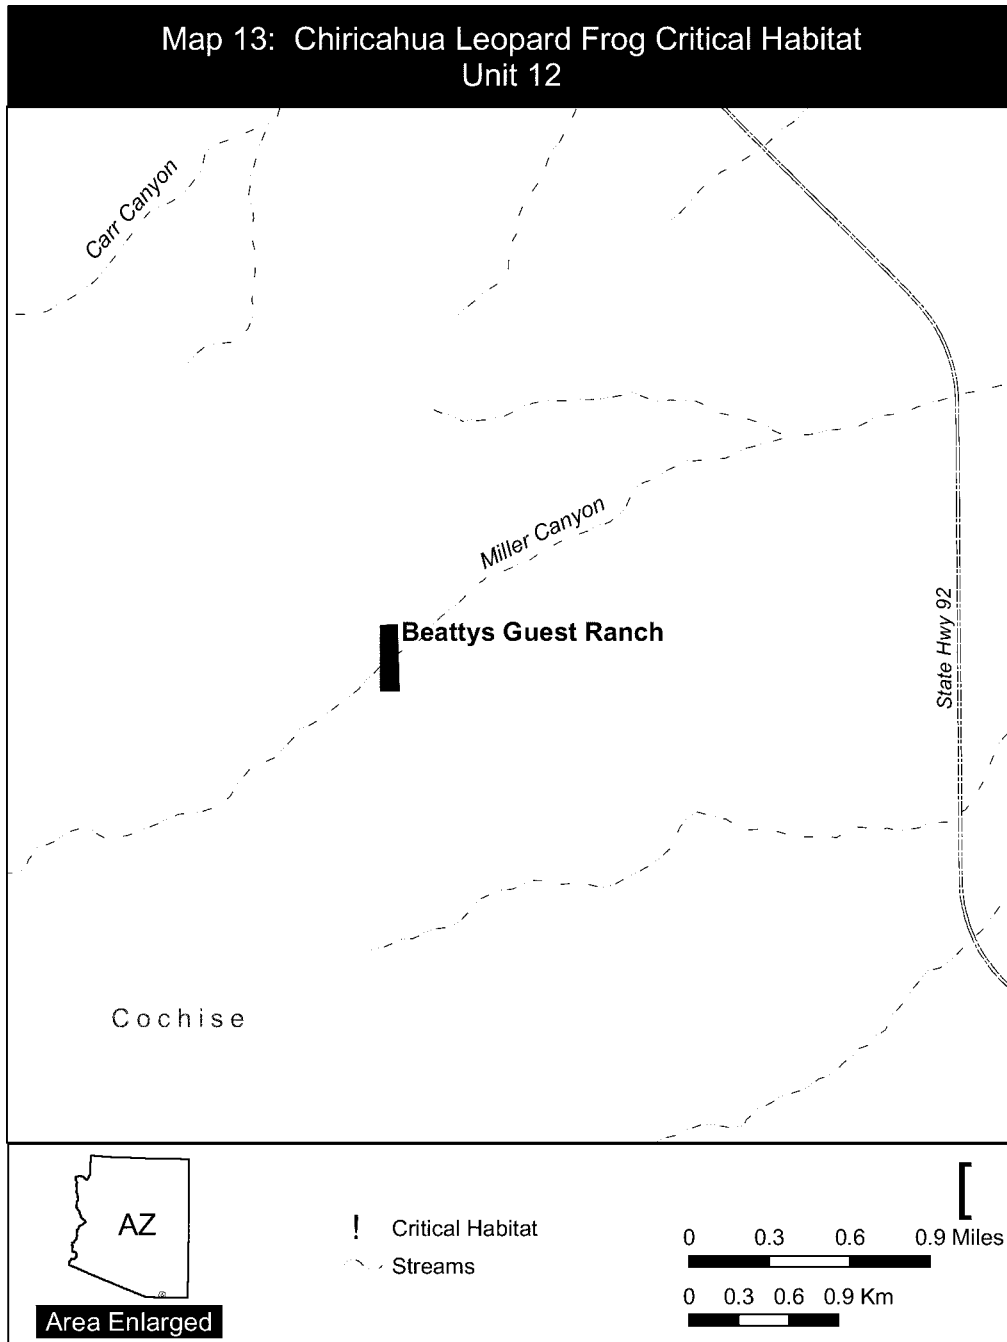 Map 13: Chiricahua Leopard Frog Critical Habitat
Unit 12
Carr Canyon
Miller Canyon
Beattys Guest Ranch
State Hwy 92
Cochise
AZ
Area Enlarged
! Critical Habitat
Streams
[
0 0.3 0.6 0.9 Miles
0 0.3 0.6 0.9 Km